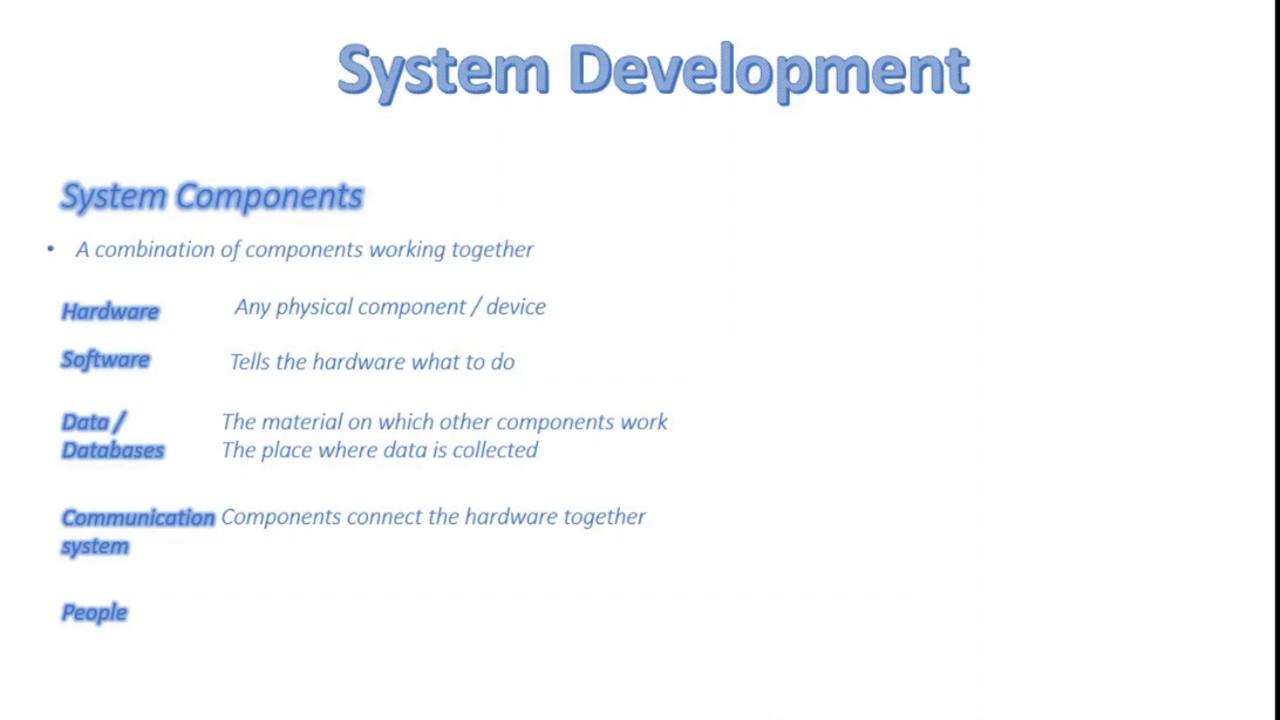 System Development
System Components
• A combination of components working together
Hardware Any physical component / device
Software Tells the hardware what to do
Data / The material on which other components work
Databases The place where data is collected
Communication Components connect the hardware together
system
People